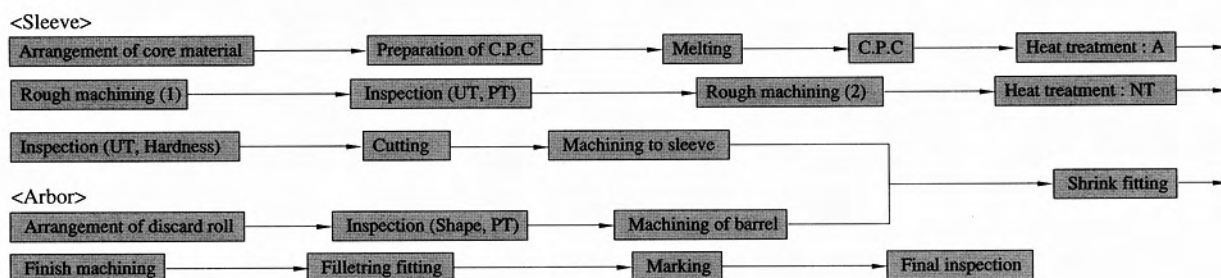 <Sleeve>
Arrangement of core material Preparation of C.P.C Melting C.P.C Heat treatment : A
Rough machining (1) Inspection (UT, PT) Rough machining (2) Heat treatment : NT
Inspection (UT, Hardness) Cutting Machining to sleeve
Shrink fitting
<Arbor>
Arrangement of discard roll Inspection (Shape, PT) Machining of barrel
Finish machining Filletring fitting Marking Final inspection